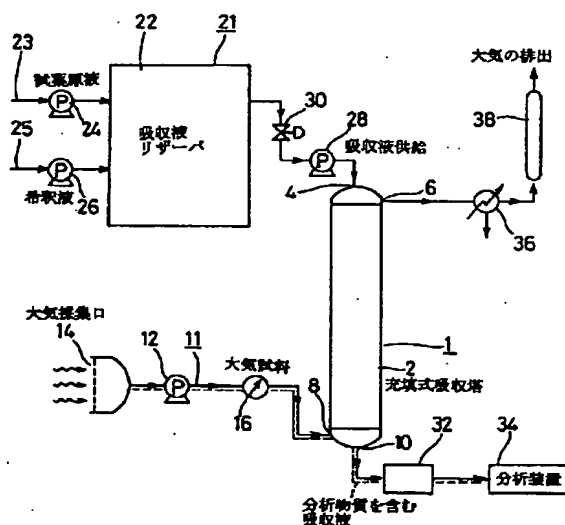 22
21
23
試薬原液
P
24
25
P
26
希釈液
吸収液
リザーバ
30
28
P
吸収液供給
4
6
大気の排出
38
36
大気採集口
14
12
P
11
大気試料
16
8
1
2
充填式吸収塔
10
32
34
分析装置
分析物質を含む
吸収液